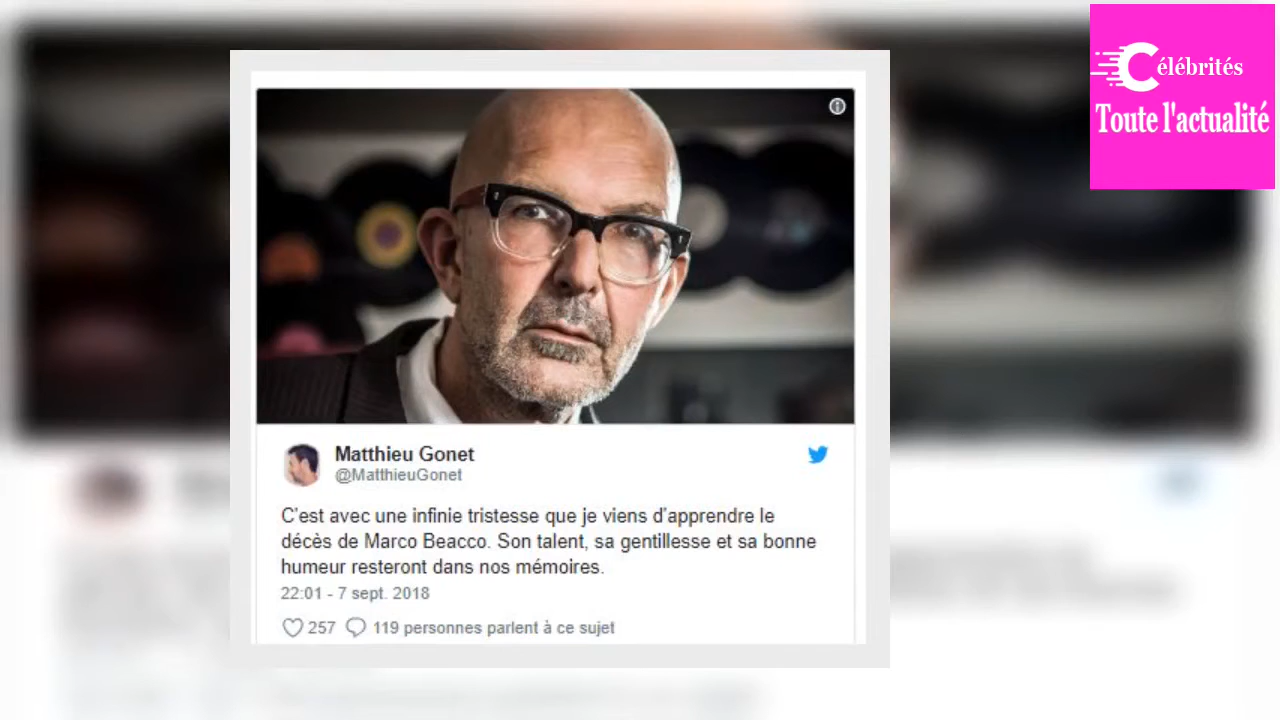 Célébrités
Toute l'actualité
Matthieu Gonet
@MatthieuGonet
C'est avec une infinie tristesse que je viens d'apprendre le
décès de Marco Beacco. Son talent, sa gentillesse et sa bonne
humeur resteront dans nos mémoires.
22:01 - 7 sept. 2018
257 119 personnes parlent à ce sujet